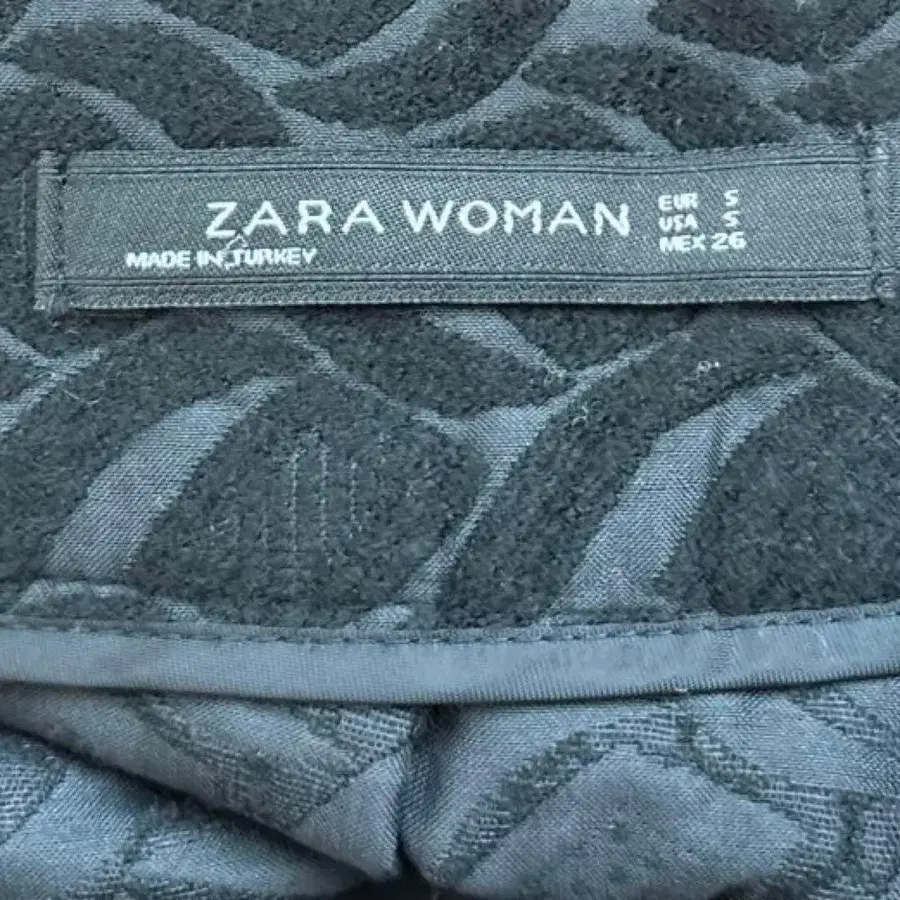 ZARA WOMAN
MADE IN TURKEY
EUR S
USA S
MEX 26